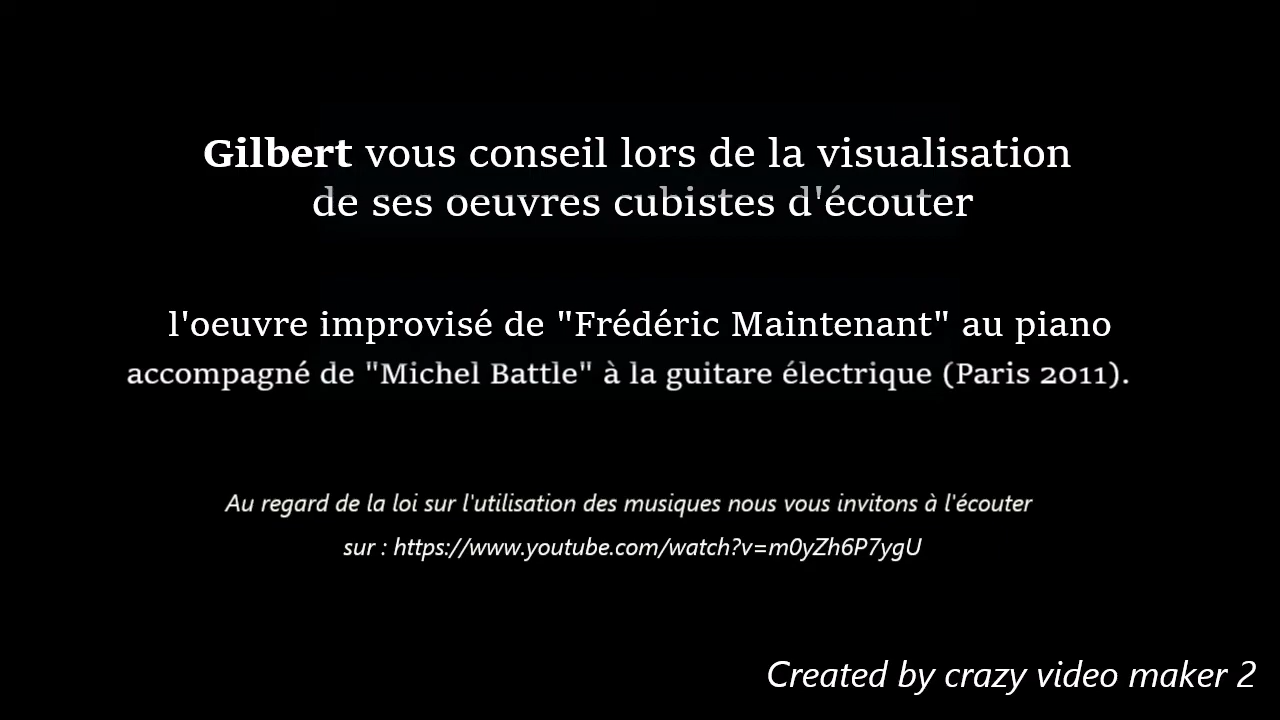 Gilbert vous conseil lors de la visualisation
de ses oeuvres cubistes d'écouter
l'oeuvre improvisé de "Frédéric Maintenant" au piano
accompagné de "Michel Battle" à la guitare électrique (Paris 2011).
Au regard de la loi sur l'utilisation des musiques nous vous invitons à l'écouter
sur : https://www.youtube.com/watch?v=m0yZh6P7ygU
Created by crazy video maker 2